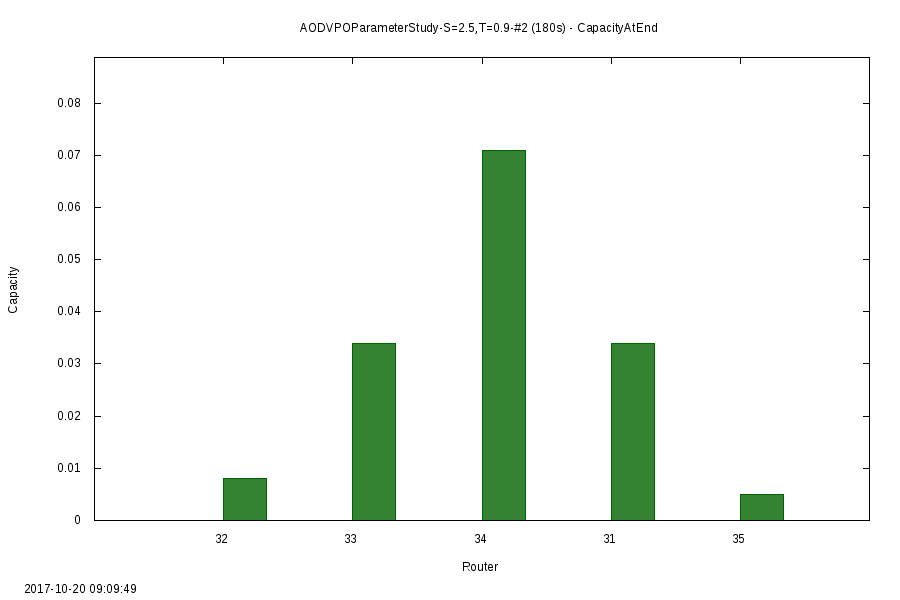 AODVPOParameterStudy-S=2.5,T=0.9-#2 (180s) - CapacityAtEnd
0.08
0.07
0.06
0.05
0.04
0.03
0.02
0.01
0
Capacity
32 33 34 31 35
Router
2017-10-20 09:09:49